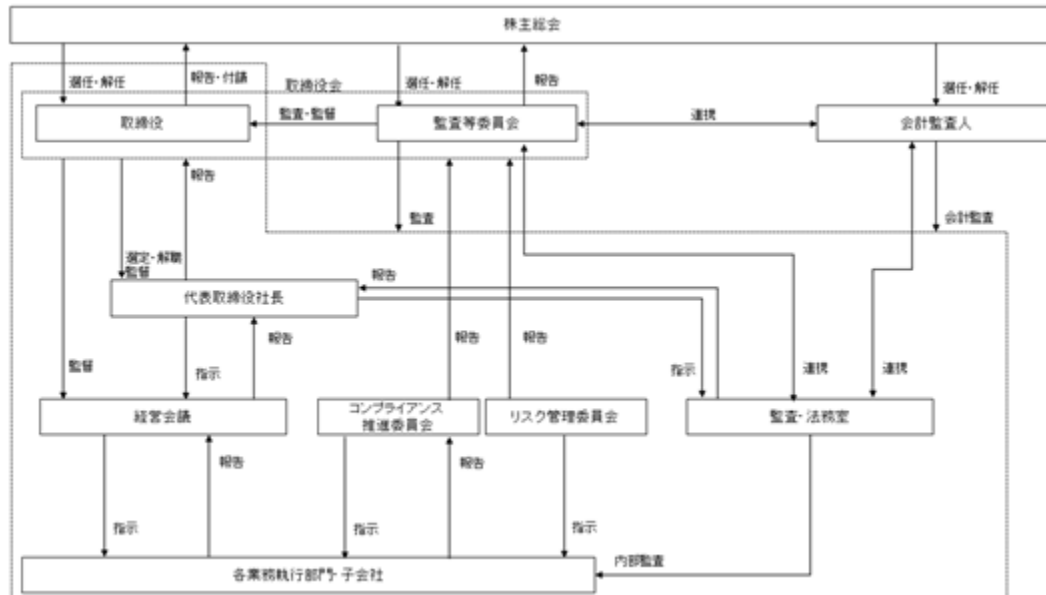 株主総会
選任・解任
報告・付議
取締役会
選任・解任
報告
選任・解任
取締役
監査・監督
監査等委員会
連携
会計監査人
報告
監査
会計監査
選定・解職
監督
報告
代表取締役社長
監督
指示
報告
報告
報告
指示
連携
連携
経営会議
コンプライアンス
推進委員会
リスク管理委員会
監査・法務室
報告
報告
指示
指示
指示
内部監査
各業務執行部門・子会社